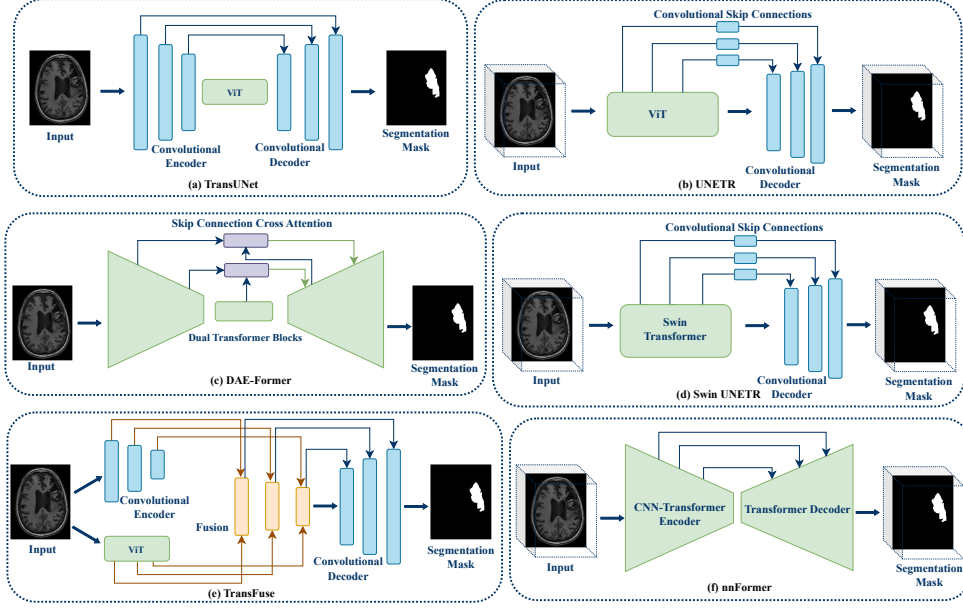 Input
ViT
Convolutional
Encoder
Convolutional
Decoder
Segmentation
Mask
(a) TransUNet
Convolutional Skip Connections
Input
ViT
Convolutional
Decoder
Segmentation
Mask
(b) UNETR
Skip Connection Cross Attention
Input
Dual Transformer Blocks
Segmentation
Mask
(c) DAE-Former
Convolutional Skip Connections
Input
Swin
Transformer
Convolutional
Decoder
Segmentation
Mask
(d) Swin UNETR
Input
Convolutional
Encoder
ViT
Fusion
Convolutional
Decoder
Segmentation
Mask
(e) TransFuse
Input
CNN-Transformer
Encoder
Transformer Decoder
Segmentation
Mask
(f) nnFormer